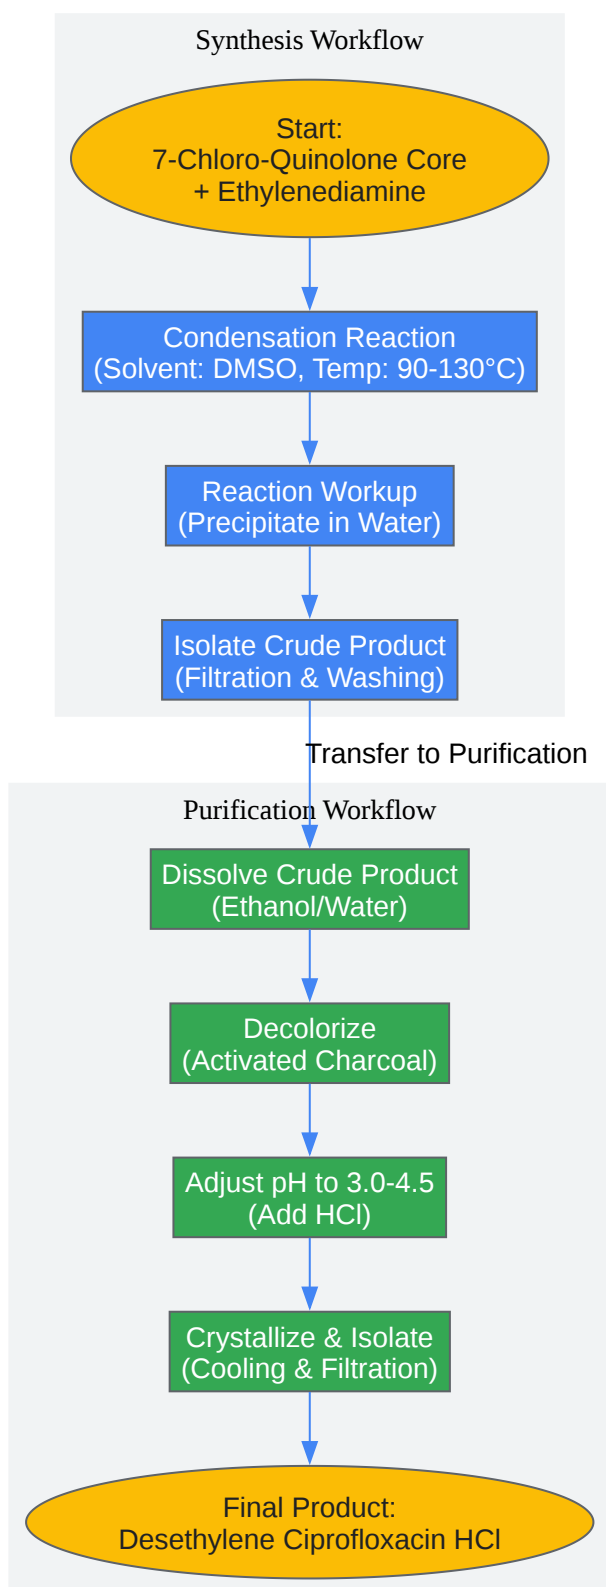 Synthesis Workflow
Start:
7-Chloro-Quinolone Core
+ Ethylenediamine
Condensation Reaction
(Solvent: DMSO, Temp: 90-130°C)
Reaction Workup
(Precipitate in Water)
Isolate Crude Product
(Filtration & Washing)
Transfer to Purification
Purification Workflow
Dissolve Crude Product
(Ethanol/Water)
Decolorize
(Activated Charcoal)
Adjust pH to 3.0-4.5
(Add HCl)
Crystallize & Isolate
(Cooling & Filtration)
Final Product:
Desethylene Ciprofloxacin HCl